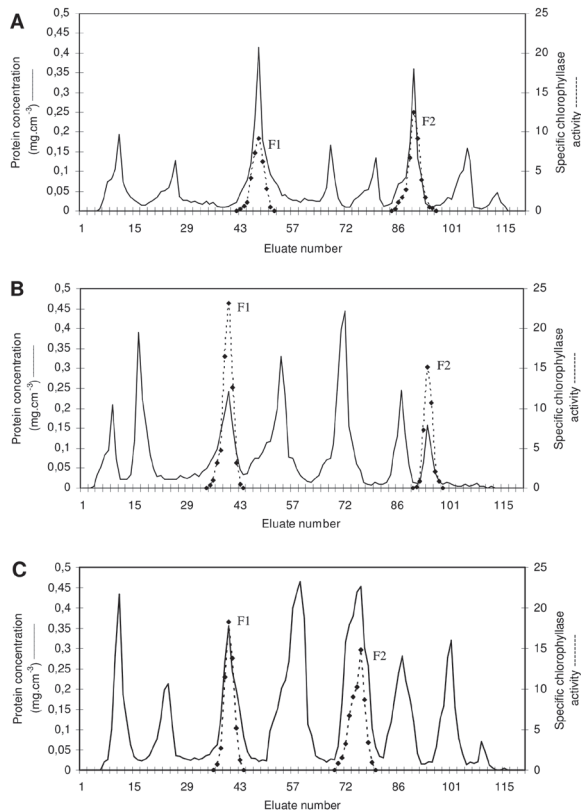 A
Protein concentration
(mg.cm⁻³) ____
0,5
0,45
0,4
0,35
0,3
0,25
0,2
0,15
0,1
0,05
0
25
20
15
10
5
0
Specific chlorophyllase
activity -------
F1
F2
1 15 29 43 57 72 86 101 115
Eluate number
B
Protein concentration
(mg.cm⁻³) ____
0,5
0,45
0,4
0,35
0,3
0,25
0,2
0,15
0,1
0,05
0
25
20
15
10
5
0
Specific chlorophyllase
activity -------
F1
F2
1 15 29 43 57 72 86 101 115
Eluate number
C
Protein concentration
(mg.cm⁻³) ____
0,5
0,45
0,4
0,35
0,3
0,25
0,2
0,15
0,1
0,05
0
25
20
15
10
5
0
Specific chlorophyllase
activity -------
F1
F2
1 15 29 43 57 72 86 101 115
Eluate number